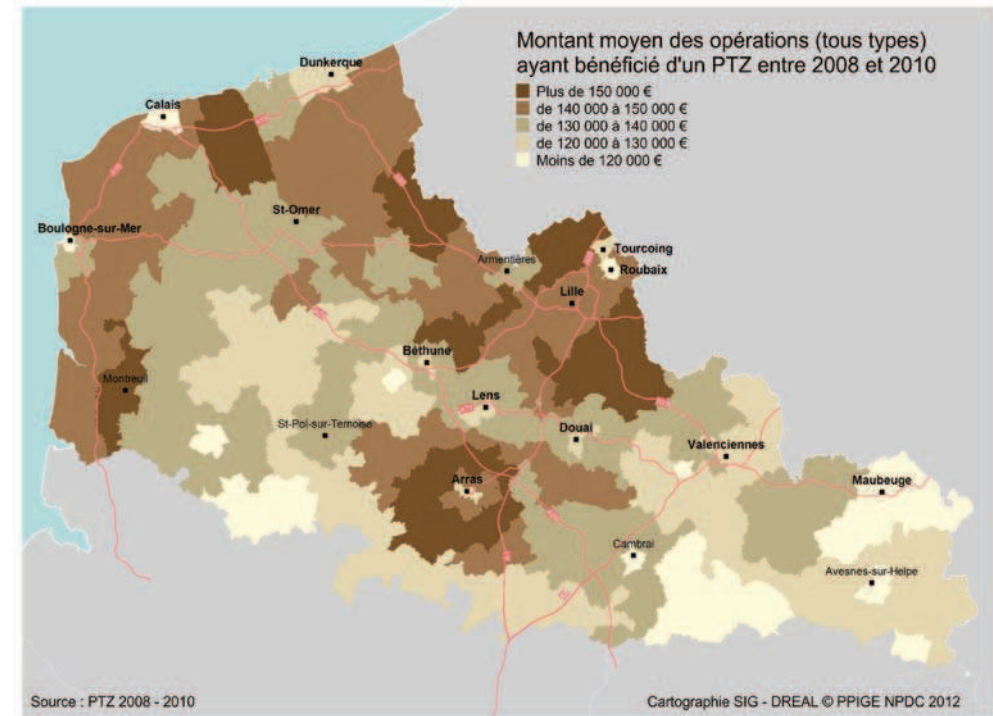 Montant moyen des opérations (tous types)
ayant bénéficié d'un PTZ entre 2008 et 2010
Plus de 150 000 €
de 140 000 à 150 000 €
de 130 000 à 140 000 €
de 120 000 à 130 000 €
Moins de 120 000 €
Dunkerque
Calais
St-Omer
Boulogne-sur-Mer
Tourcoing
Armentières
Roubaix
Lille
Béthune
Montreuil
Lens
St-Pol-sur-Ternoise
Douai
Valenciennes
Arras
Maubeuge
Cambrai
Avesnes-sur-Helpe
Source : PTZ 2008 - 2010
Cartographie SIG - DREAL © PPIGE NPDC 2012